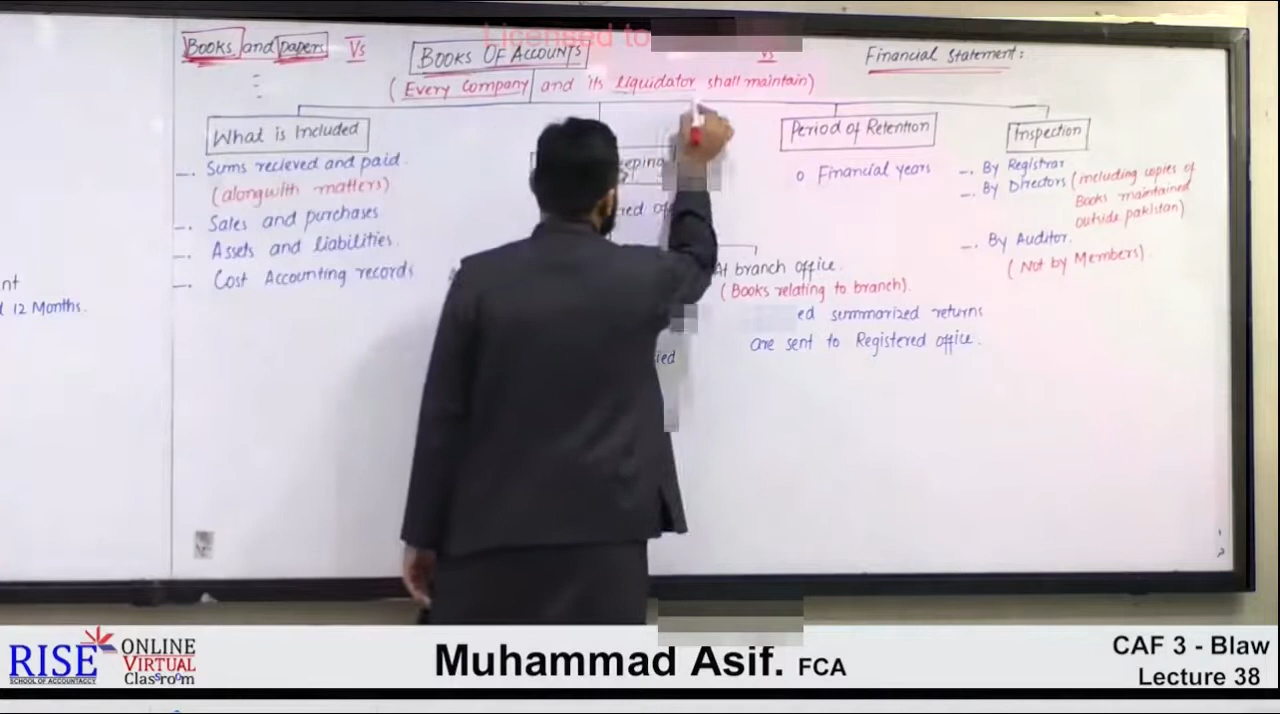 Licensed to
Books and papers Vs BOOKS OF ACCOUNTS vs Financial Statement:
(Every Company and its liquidator shall maintain)
What is Included
_. Sums recieved and paid.
(alongwith matters)
_. Sales and purchases
_. Assets and liabilities.
_. Cost Accounting records
At branch office.
(Books relating to branch).
summarized returns
are sent to Registered office.
Period of Retention
o Financial years
Inspection
_. By Registrar
_. By Directors (including copies of
Books maintained
outside pakistan)
_. By Auditor.
(Not by Members).
12 Months.
RISE
SCHOOL OF ACCOUNTANCY
ONLINE
VIRTUAL
Classroom
Muhammad Asif. FCA
CAF 3 - Blaw
Lecture 38